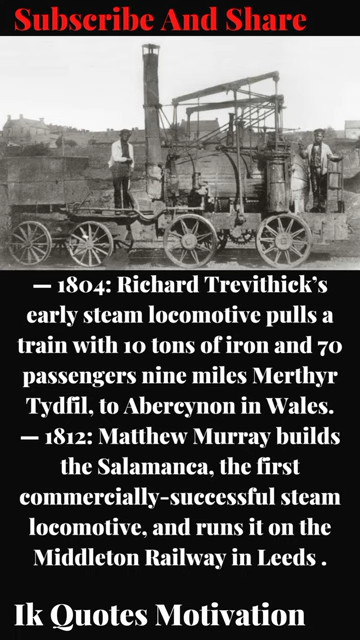 Subscribe And Share
— 1804: Richard Trevithick’s
early steam locomotive pulls a
train with 10 tons of iron and 70
passengers nine miles Merthyr
Tydfil, to Abercynon in Wales.
— 1812: Matthew Murray builds
the Salamanca, the first
commercially-successful steam
locomotive, and runs it on the
Middleton Railway in Leeds .
Ik Quotes Motivation